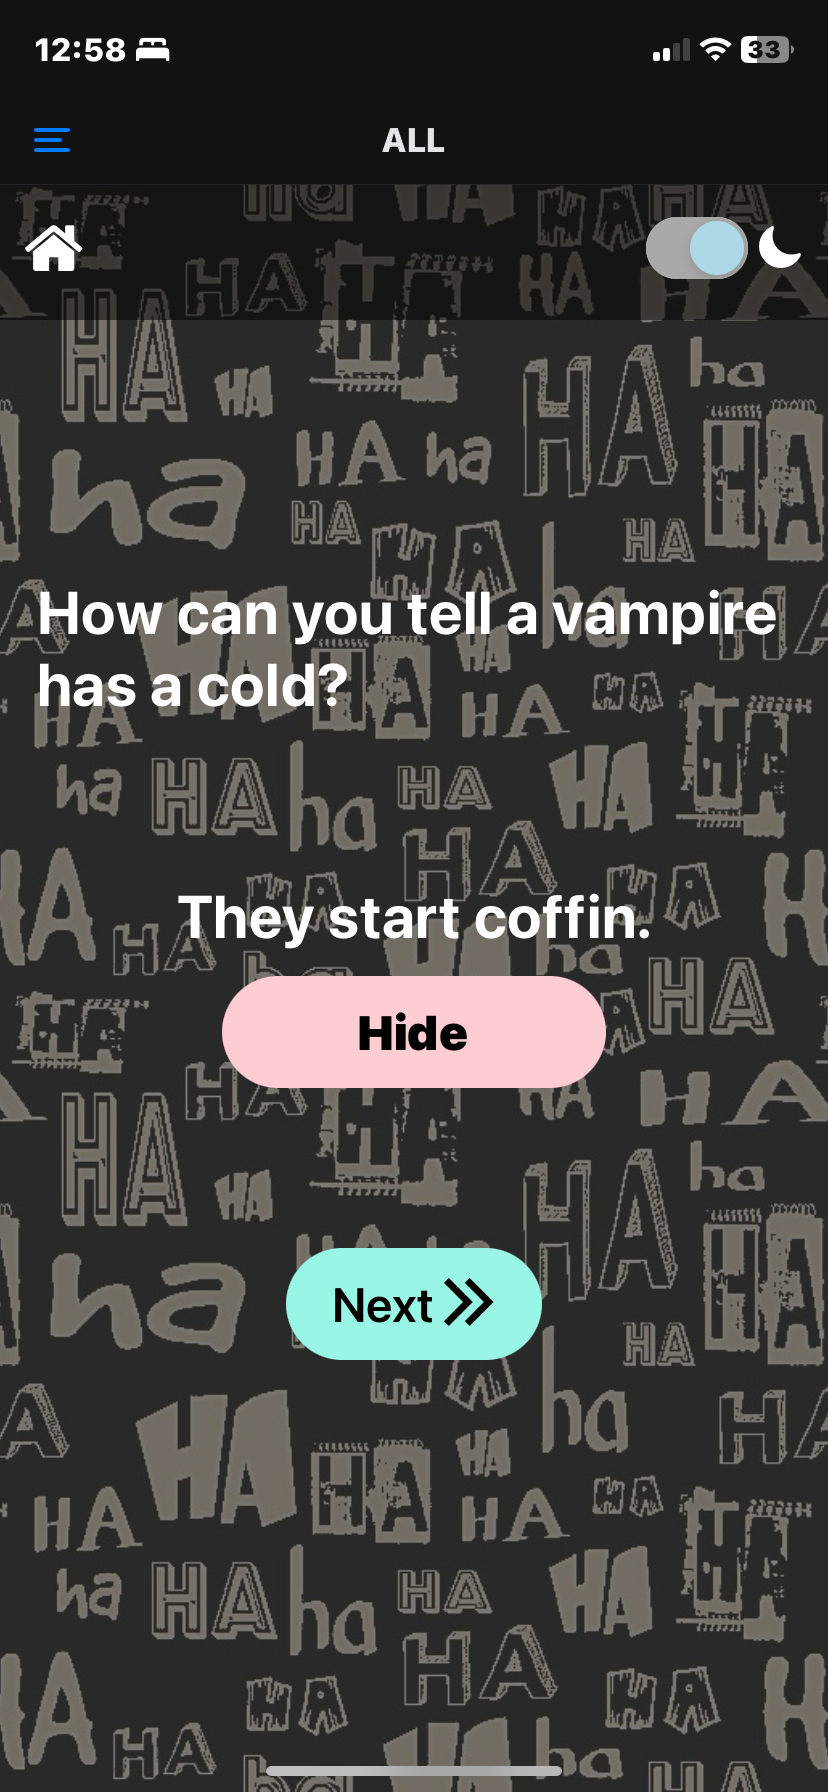 12:58
33
ALL
How can you tell a vampire
has a cold?
They start coffin.
Hide
Next